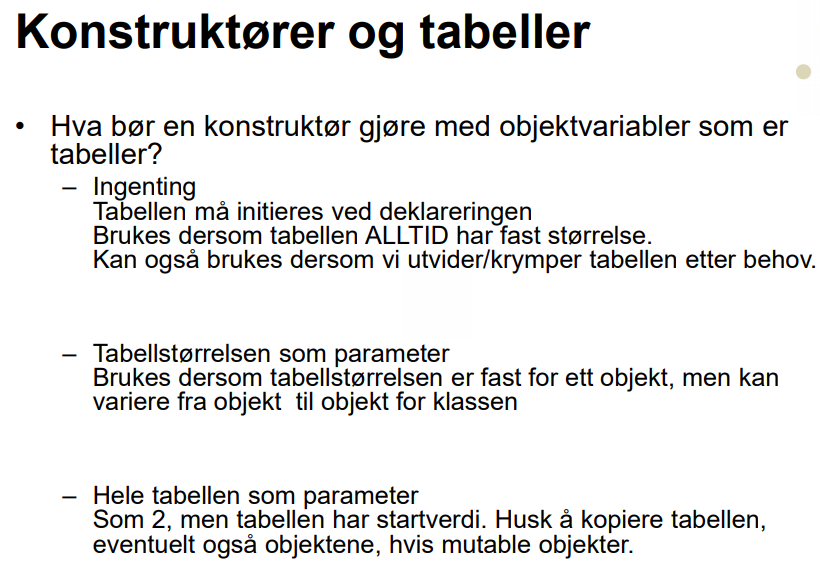 Konstruktører og tabeller
• Hva bør en konstruktør gjøre med objektvariabler som er
tabeller?
– Ingenting
Tabellen må initieres ved deklareringen
Brukes dersom tabellen ALLTID har fast størrelse.
Kan også brukes dersom vi utvider/krymper tabellen etter behov.
– Tabellstørrelsen som parameter
Brukes dersom tabellstørrelsen er fast for ett objekt, men kan
variere fra objekt  til objekt for klassen
– Hele tabellen som parameter
Som 2, men tabellen har startverdi. Husk å kopiere tabellen,
eventuelt også objektene, hvis mutable objekter.